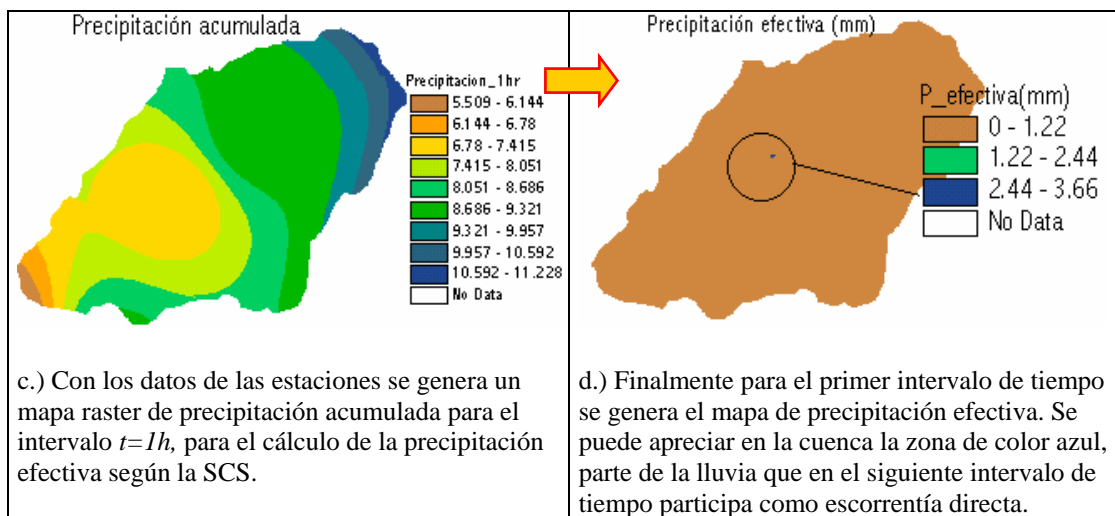 Precipitación acumulada
Precipitacion_1hr
5.509 - 6.144
6.144 - 6.78
6.78 - 7.415
7.415 - 8.051
8.051 - 8.686
8.686 - 9.321
9.321 - 9.957
9.957 - 10.592
10.592 - 11.228
No Data
c.) Con los datos de las estaciones se genera un
mapa raster de precipitación acumulada para el
intervalo t=1h, para el cálculo de la precipitación
efectiva según la SCS.
Precipitación efectiva (mm)
P_efectiva(mm)
0 - 1.22
1.22 - 2.44
2.44 - 3.66
No Data
d.) Finalmente para el primer intervalo de tiempo
se genera el mapa de precipitación efectiva. Se
puede apreciar en la cuenca la zona de color azul,
parte de la lluvia que en el siguiente intervalo de
tiempo participa como escorrentía directa.